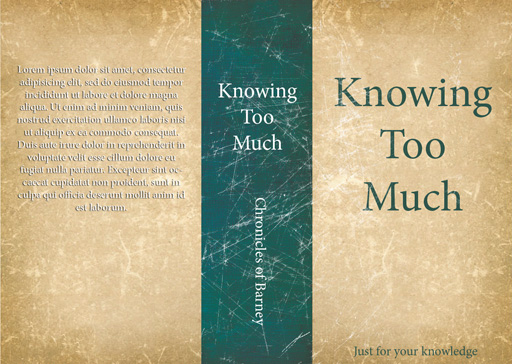 Lorem ipsum dolor sit amet, consectetur
adipisicing elit, sed do eiusmod tempor
incididunt ut labore et dolore magna
aliqua. Ut enim ad minim veniam, quis
nostrud exercitation ullamco laboris nisi
ut aliquip ex ea commodo consequat.
Duis aute irure dolor in reprehenderit in
voluptate velit esse cillum dolore eu
fugiat nulla pariatur. Excepteur sint oc-
caecat cupidatat non proident, sunt in
culpa qui officia deserunt mollit anim id
est laborum.
Knowing
Too
Much
Chronicles of Barney
Knowing
Too
Much
Just for your knowledge